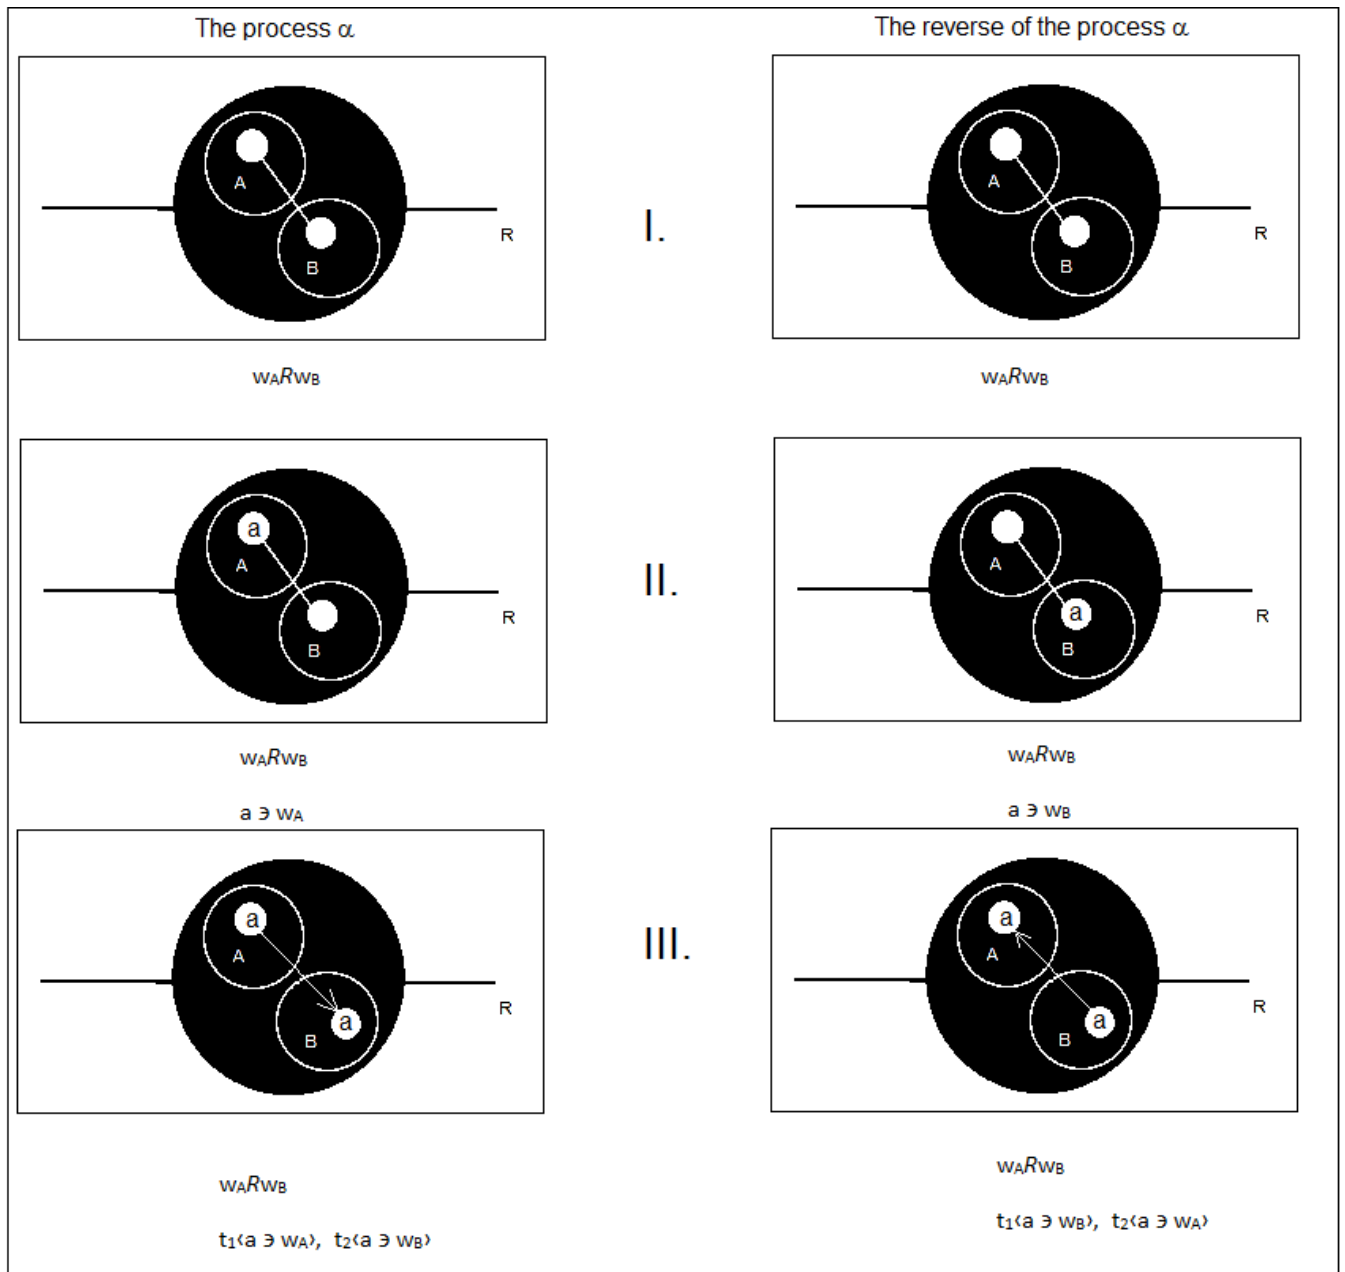 The process α
The reverse of the process α
A
B
R
A
B
R
I.
wARwB
wARwB
a
A
B
R
A
a
B
R
II.
wARwB
a ∍ wA
wARwB
a ∍ wB
a
A
a
B
R
a
A
a
B
R
III.
wARwB
t1‹a ∍ wA›, t2‹a ∍ wB›
wARwB
t1‹a ∍ wB›, t2‹a ∍ wA›